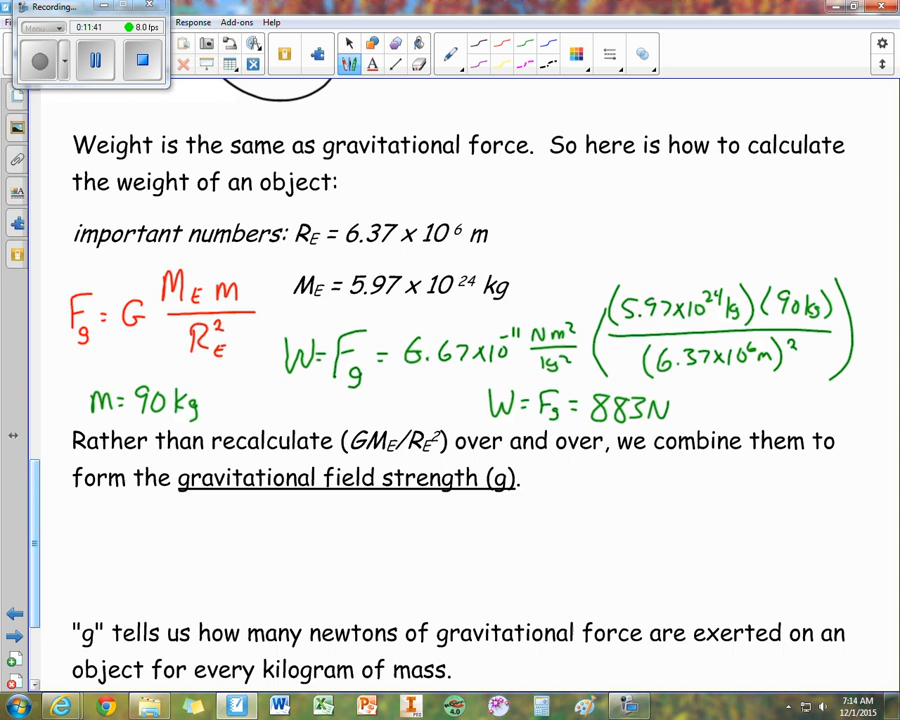 Recording...
Menu
0:11:41
8.0 fps
Response Add-ons Help
Weight is the same as gravitational force. So here is how to calculate
the weight of an object:
important numbers: R_E = 6.37 x 10^6 m
M_E = 5.97 x 10^24 kg
F_g = G M_E m / R_E^2
W = F_g = 6.67x10^-11 N m^2 / kg^2 ( (5.97x10^24 kg)(90kg) / (6.37x10^6 m)^2 )
m = 90 kg
W = F_g = 883N
Rather than recalculate (GM_E/R_E^2) over and over, we combine them to
form the gravitational field strength (g).
"g" tells us how many newtons of gravitational force are exerted on an
object for every kilogram of mass.
7:14 AM
12/1/2015